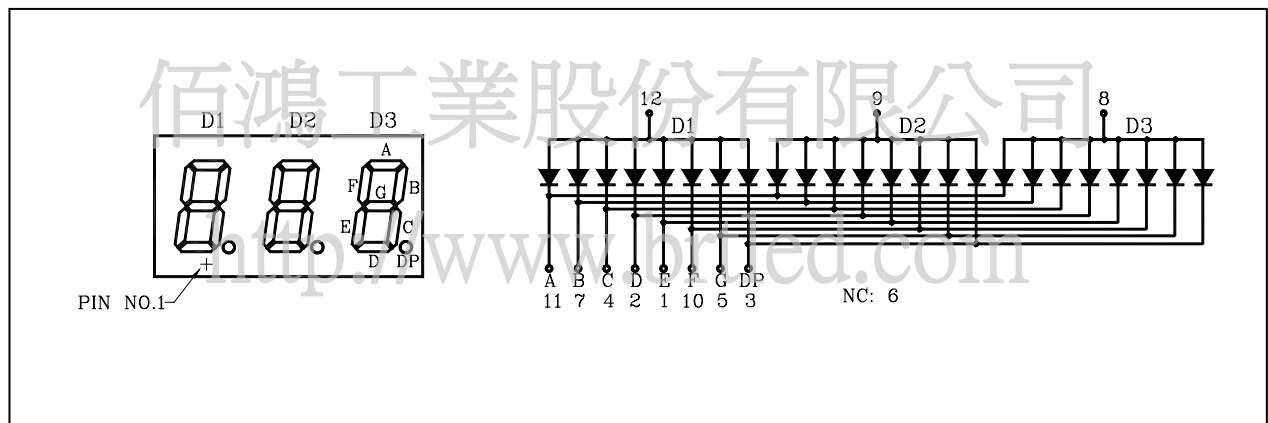 佰鴻工業股份有限公司
http://www.brtled.com
D1 D2 D3
A
F B
G
E C
D DP
+
PIN NO.1
12 9 8
D1 D2 D3
A B C D E F G DP
11 7 4 2 1 10 5 3
NC: 6